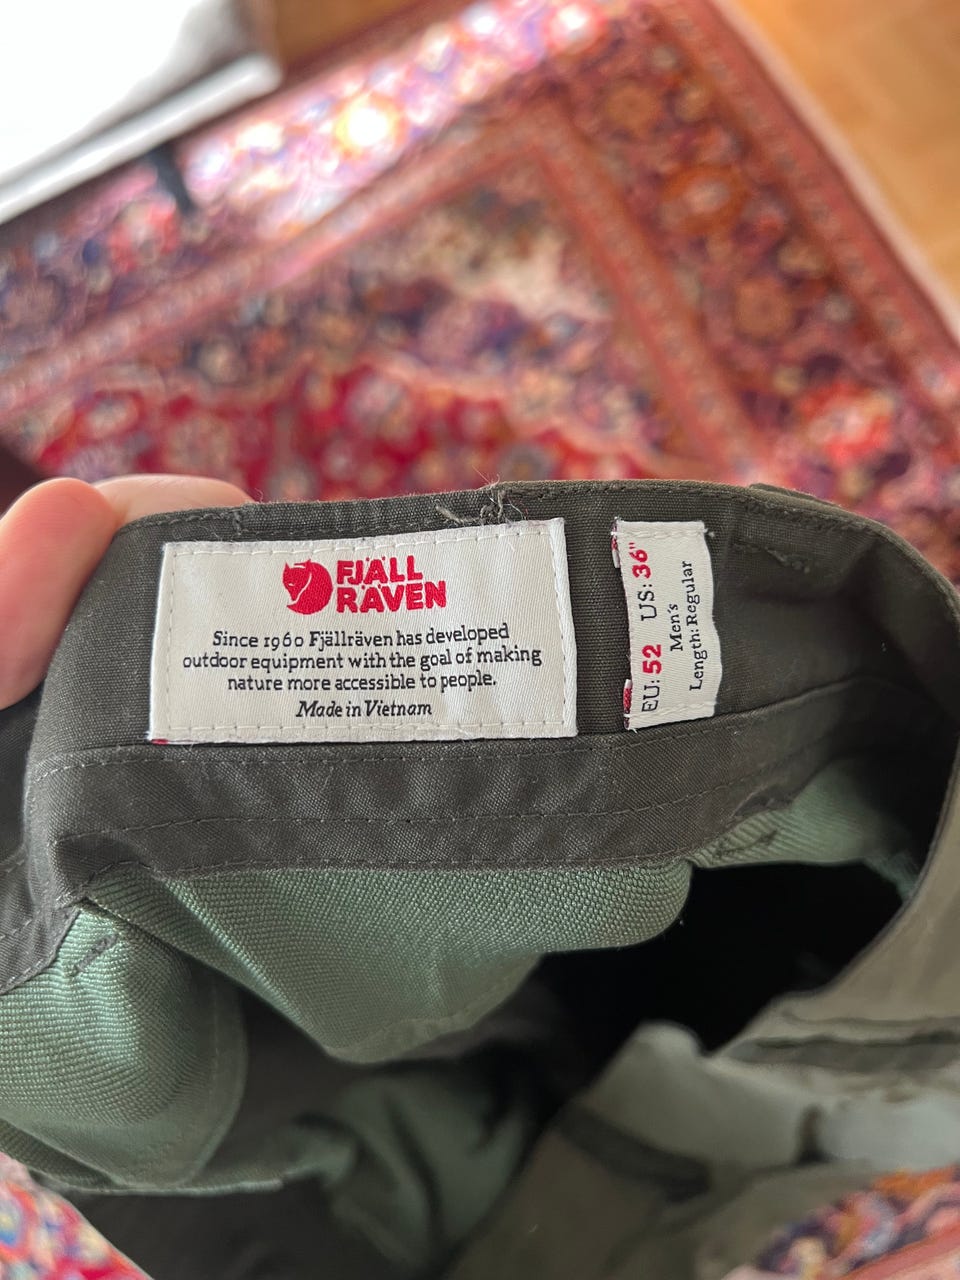 FJÄLL
RÄVEN
Since 1960 Fjällräven has developed
outdoor equipment with the goal of making
nature more accessible to people.
Made in Vietnam
EU: 52 US: 36"
Men's
Length: Regular